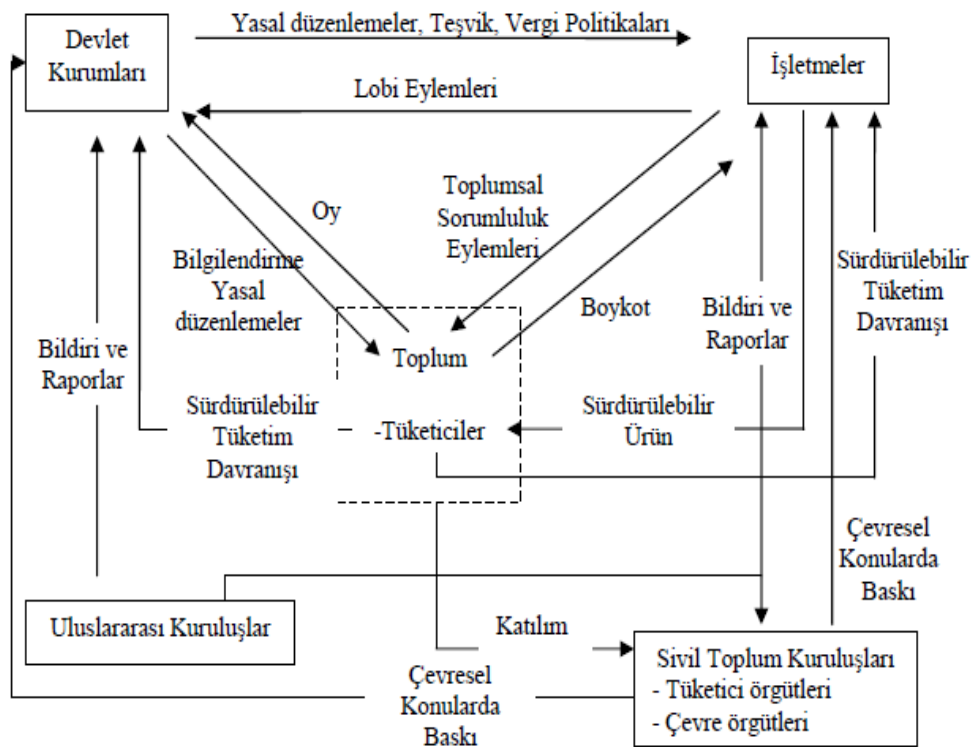 Yasal düzenlemeler, Teşvik, Vergi Politikaları
Devlet
Kurumları
İşletmeler
Lobi Eylemleri
Toplumsal
Sorumluluk
Eylemleri
Oy
Bilgilendirme
Yasal
düzenlemeler
Boykot
Bildiri ve
Raporlar
Sürdürülebilir
Tüketim
Davranışı
Bildiri ve
Raporlar
Toplum
Sürdürülebilir
Tüketim
Davranışı
-Tüketiciler
Sürdürülebilir
Ürün
Çevresel
Konularda
Baskı
Uluslararası Kuruluşlar
Katılım
Sivil Toplum Kuruluşları
- Tüketici örgütleri
- Çevre örgütleri
Çevresel
Konularda
Baskı